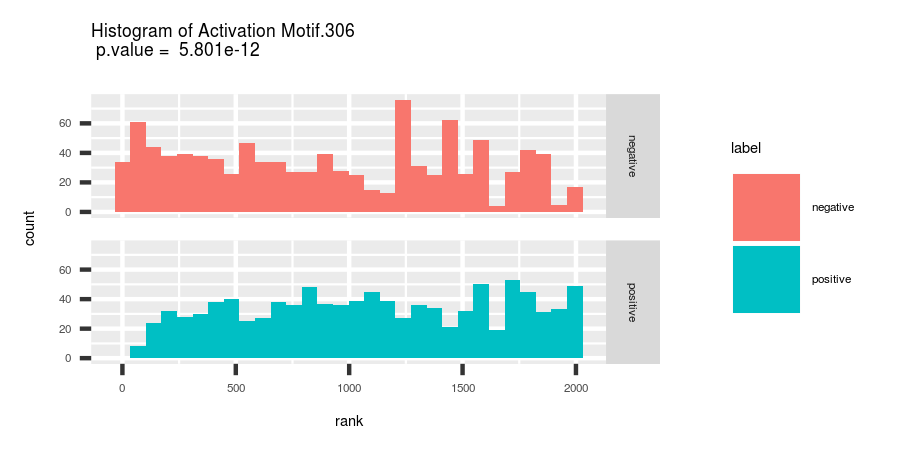 Histogram of Activation Motif.306
p.value =  5.801e-12
count
60
40
20
0
negative
60
40
20
0
positive
0 500 1000 1500 2000
rank
label
negative
positive